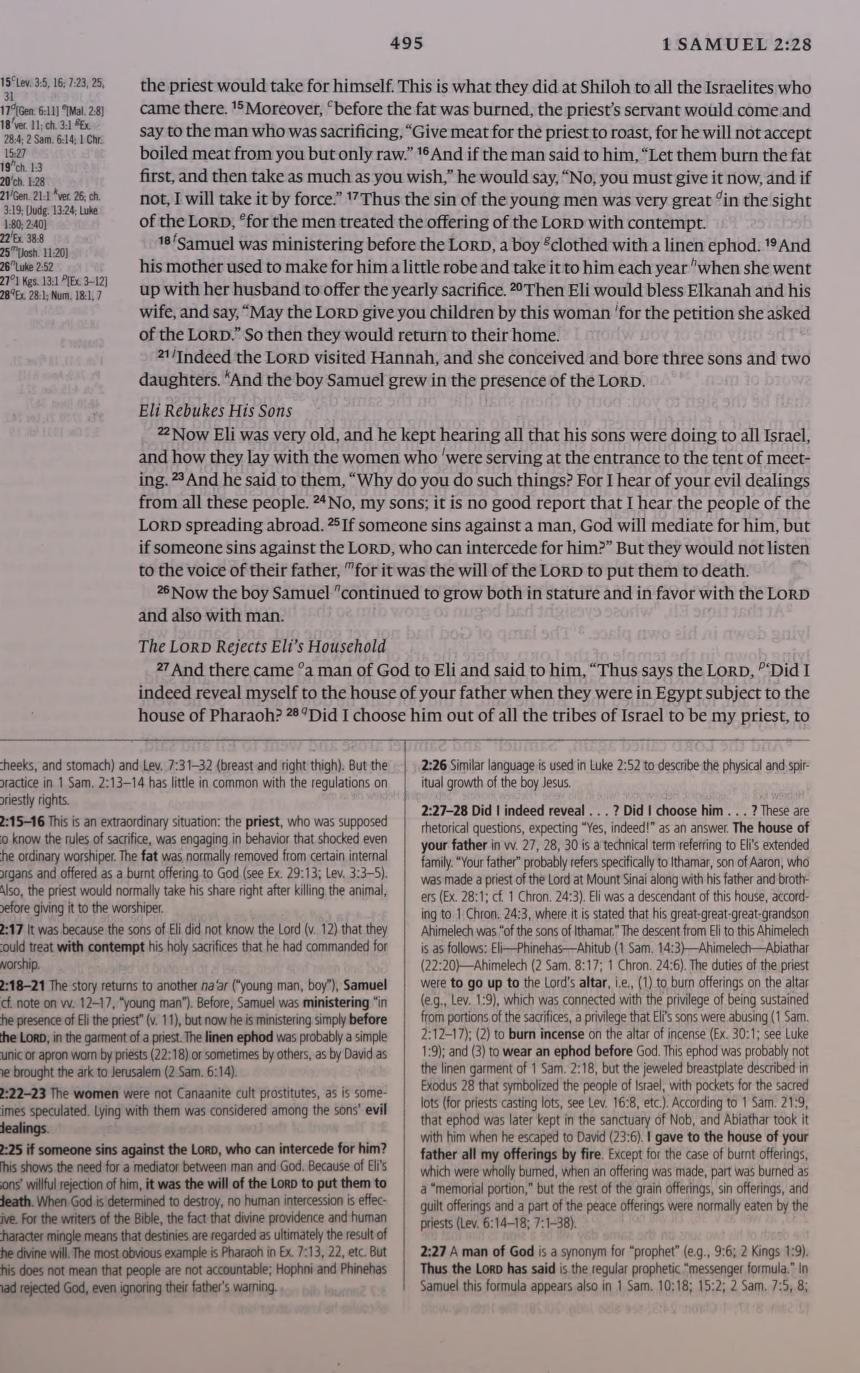 495
1 SAMUEL 2:28
15 c Lev. 3:5, 16; 7:23, 25,
31
17 d [Gen. 6:11] e [Mal. 2:8]
18 f ver. 11; ch. 3:1 g Ex.
28:4; 2 Sam. 6:14; 1 Chr.
15:27
19 h ch. 1:3
20 i ch. 1:28
21 j Gen. 21:1 k ver. 26; ch.
3:19; [Judg. 13:24; Luke
1:80; 2:40]
22 l Ex. 38:8
25 m [Josh. 11:20]
26 n Luke 2:52
27 o 1 Kgs. 13:1 p [Ex. 3–12]
28 q Ex. 28:1; Num. 18:1, 7
the priest would take for himself. This is what they did at Shiloh to all the Israelites who
came there. 15 Moreover, c before the fat was burned, the priest's servant would come and
say to the man who was sacrificing, “Give meat for the priest to roast, for he will not accept
boiled meat from you but only raw.” 16 And if the man said to him, “Let them burn the fat
first, and then take as much as you wish,” he would say, “No, you must give it now, and if
not, I will take it by force.” 17 Thus the sin of the young men was very great d in the sight
of the LORD, e for the men treated the offering of the LORD with contempt.
18 f Samuel was ministering before the LORD, a boy g clothed with a linen ephod. 19 And
his mother used to make for him a little robe and take it to him each year h when she went
up with her husband to offer the yearly sacrifice. 20 Then Eli would bless Elkanah and his
wife, and say, “May the LORD give you children by this woman i for the petition she asked
of the LORD.” So then they would return to their home.
21 j Indeed the LORD visited Hannah, and she conceived and bore three sons and two
daughters. k And the boy Samuel grew in the presence of the LORD.
Eli Rebukes His Sons
22 Now Eli was very old, and he kept hearing all that his sons were doing to all Israel,
and how they lay with the women who l were serving at the entrance to the tent of meet-
ing. 23 And he said to them, “Why do you do such things? For I hear of your evil dealings
from all these people. 24 No, my sons; it is no good report that I hear the people of the
LORD spreading abroad. 25 If someone sins against a man, God will mediate for him, but
if someone sins against the LORD, who can intercede for him?” But they would not listen
to the voice of their father, m for it was the will of the LORD to put them to death.
26 Now the boy Samuel n continued to grow both in stature and in favor with the LORD
and also with man.
The LORD Rejects Eli's Household
27 And there came o a man of God to Eli and said to him, “Thus says the LORD, p ‘Did I
indeed reveal myself to the house of your father when they were in Egypt subject to the
house of Pharaoh? 28 q Did I choose him out of all the tribes of Israel to be my priest, to
cheeks, and stomach) and Lev. 7:31–32 (breast and right thigh). But the
practice in 1 Sam. 2:13–14 has little in common with the regulations on
priestly rights.
2:15–16 This is an extraordinary situation: the priest, who was supposed
to know the rules of sacrifice, was engaging in behavior that shocked even
the ordinary worshiper. The fat was normally removed from certain internal
organs and offered as a burnt offering to God (see Ex. 29:13; Lev. 3:3–5).
Also, the priest would normally take his share right after killing the animal,
before giving it to the worshiper.
2:17 It was because the sons of Eli did not know the Lord (v. 12) that they
could treat with contempt his holy sacrifices that he had commanded for
worship.
2:18–21 The story returns to another na‘ar (“young man, boy”), Samuel
(cf. note on vv. 12–17, “young man”). Before, Samuel was ministering “in
the presence of Eli the priest” (v. 11), but now he is ministering simply before
the LORD, in the garment of a priest. The linen ephod was probably a simple
tunic or apron worn by priests (22:18) or sometimes by others, as by David as
he brought the ark to Jerusalem (2 Sam. 6:14).
2:22–23 The women were not Canaanite cult prostitutes, as is some-
times speculated. Lying with them was considered among the sons' evil
dealings.
2:25 if someone sins against the LORD, who can intercede for him?
This shows the need for a mediator between man and God. Because of Eli's
sons' willful rejection of him, it was the will of the LORD to put them to
death. When God is determined to destroy, no human intercession is effec-
tive. For the writers of the Bible, the fact that divine providence and human
character mingle means that destinies are regarded as ultimately the result of
the divine will. The most obvious example is Pharaoh in Ex. 7:13, 22, etc. But
this does not mean that people are not accountable; Hophni and Phinehas
had rejected God, even ignoring their father's warning.
2:26 Similar language is used in Luke 2:52 to describe the physical and spir-
itual growth of the boy Jesus.
2:27–28 Did I indeed reveal . . . ? Did I choose him . . . ? These are
rhetorical questions, expecting “Yes, indeed!” as an answer. The house of
your father in vv. 27, 28, 30 is a technical term referring to Eli's extended
family. “Your father” probably refers specifically to Ithamar, son of Aaron, who
was made a priest of the Lord at Mount Sinai along with his father and broth-
ers (Ex. 28:1; cf. 1 Chron. 24:3). Eli was a descendant of this house, accord-
ing to 1 Chron. 24:3, where it is stated that his great-great-great-grandson
Ahimelech was “of the sons of Ithamar.” The descent from Eli to this Ahimelech
is as follows: Eli—Phinehas—Ahitub (1 Sam. 14:3)—Ahimelech—Abiathar
(22:20)—Ahimelech (2 Sam. 8:17; 1 Chron. 24:6). The duties of the priest
were to go up to the Lord's altar, i.e., (1) to burn offerings on the altar
(e.g., Lev. 1:9), which was connected with the privilege of being sustained
from portions of the sacrifices, a privilege that Eli's sons were abusing (1 Sam.
2:12–17); (2) to burn incense on the altar of incense (Ex. 30:1; see Luke
1:9); and (3) to wear an ephod before God. This ephod was probably not
the linen garment of 1 Sam. 2:18, but the jeweled breastplate described in
Exodus 28 that symbolized the people of Israel, with pockets for the sacred
lots (for priests casting lots, see Lev. 16:8, etc.). According to 1 Sam. 21:9,
that ephod was later kept in the sanctuary of Nob, and Abiathar took it
with him when he escaped to David (23:6). I gave to the house of your
father all my offerings by fire. Except for the case of burnt offerings,
which were wholly burned, when an offering was made, part was burned as
a “memorial portion,” but the rest of the grain offerings, sin offerings, and
guilt offerings and a part of the peace offerings were normally eaten by the
priests (Lev. 6:14–18; 7:1–38).
2:27 A man of God is a synonym for “prophet” (e.g., 9:6; 2 Kings 1:9).
Thus the LORD has said is the regular prophetic “messenger formula.” In
Samuel this formula appears also in 1 Sam. 10:18; 15:2; 2 Sam. 7:5, 8;